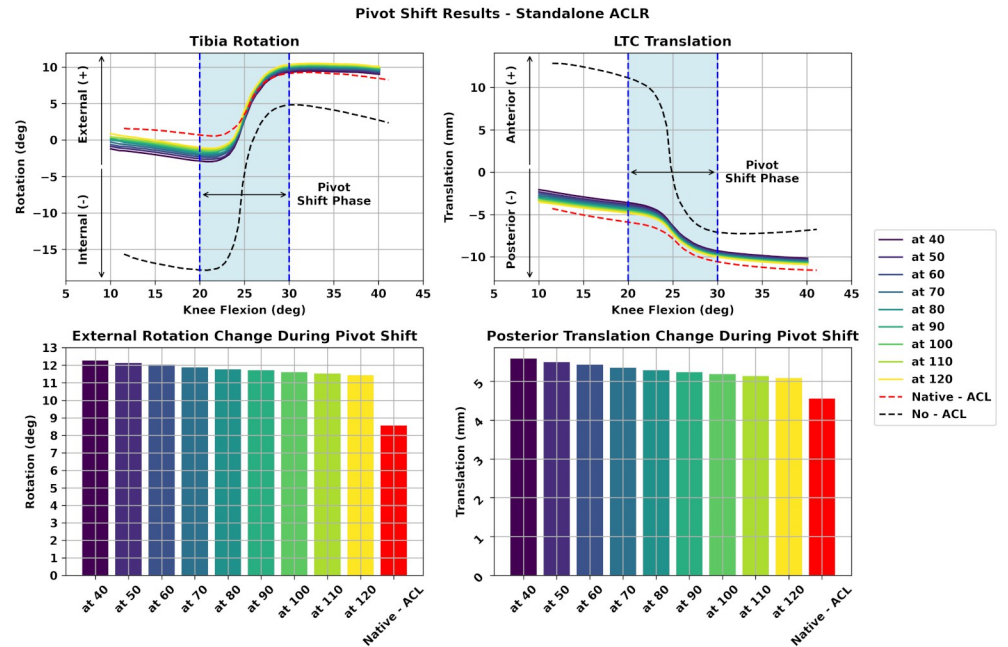 Pivot Shift Results - Standalone ACLR
Tibia Rotation
10
5
0
−5
−10
−15
Rotation (deg)
External (+)
Internal (-)
Pivot
Shift Phase
5 10 15 20 25 30 35 40 45
Knee Flexion (deg)
LTC Translation
10
5
0
−5
−10
Translation (mm)
Anterior (+)
Posterior (-)
Pivot
Shift Phase
5 10 15 20 25 30 35 40 45
Knee Flexion (deg)
at 40
at 50
at 60
at 70
at 80
at 90
at 100
at 110
at 120
Native - ACL
No - ACL
External Rotation Change During Pivot Shift
13
12
11
10
9
8
7
6
5
4
3
2
1
0
Rotation (deg)
at 40 at 50 at 60 at 70 at 80 at 90 at 100 at 110 at 120 Native - ACL
Posterior Translation Change During Pivot Shift
5
4
3
2
1
0
Translation (mm)
at 40 at 50 at 60 at 70 at 80 at 90 at 100 at 110 at 120 Native - ACL